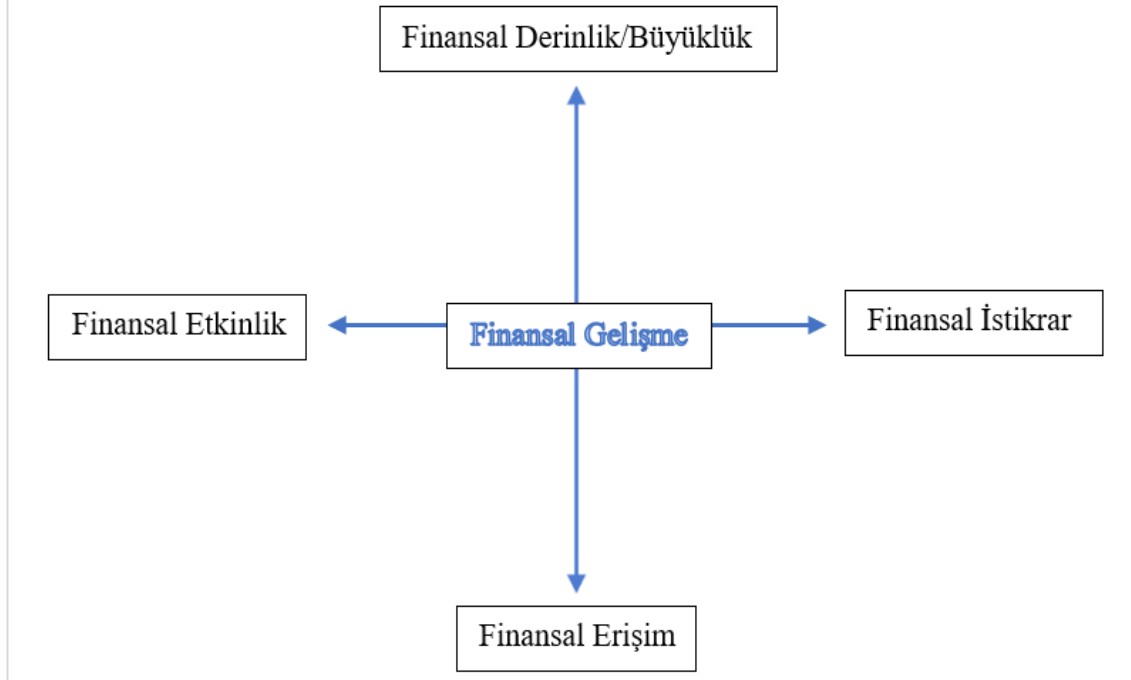 Finansal Derinlik/Büyüklük
Finansal Etkinlik
Finansal Gelişme
Finansal İstikrar
Finansal Erişim